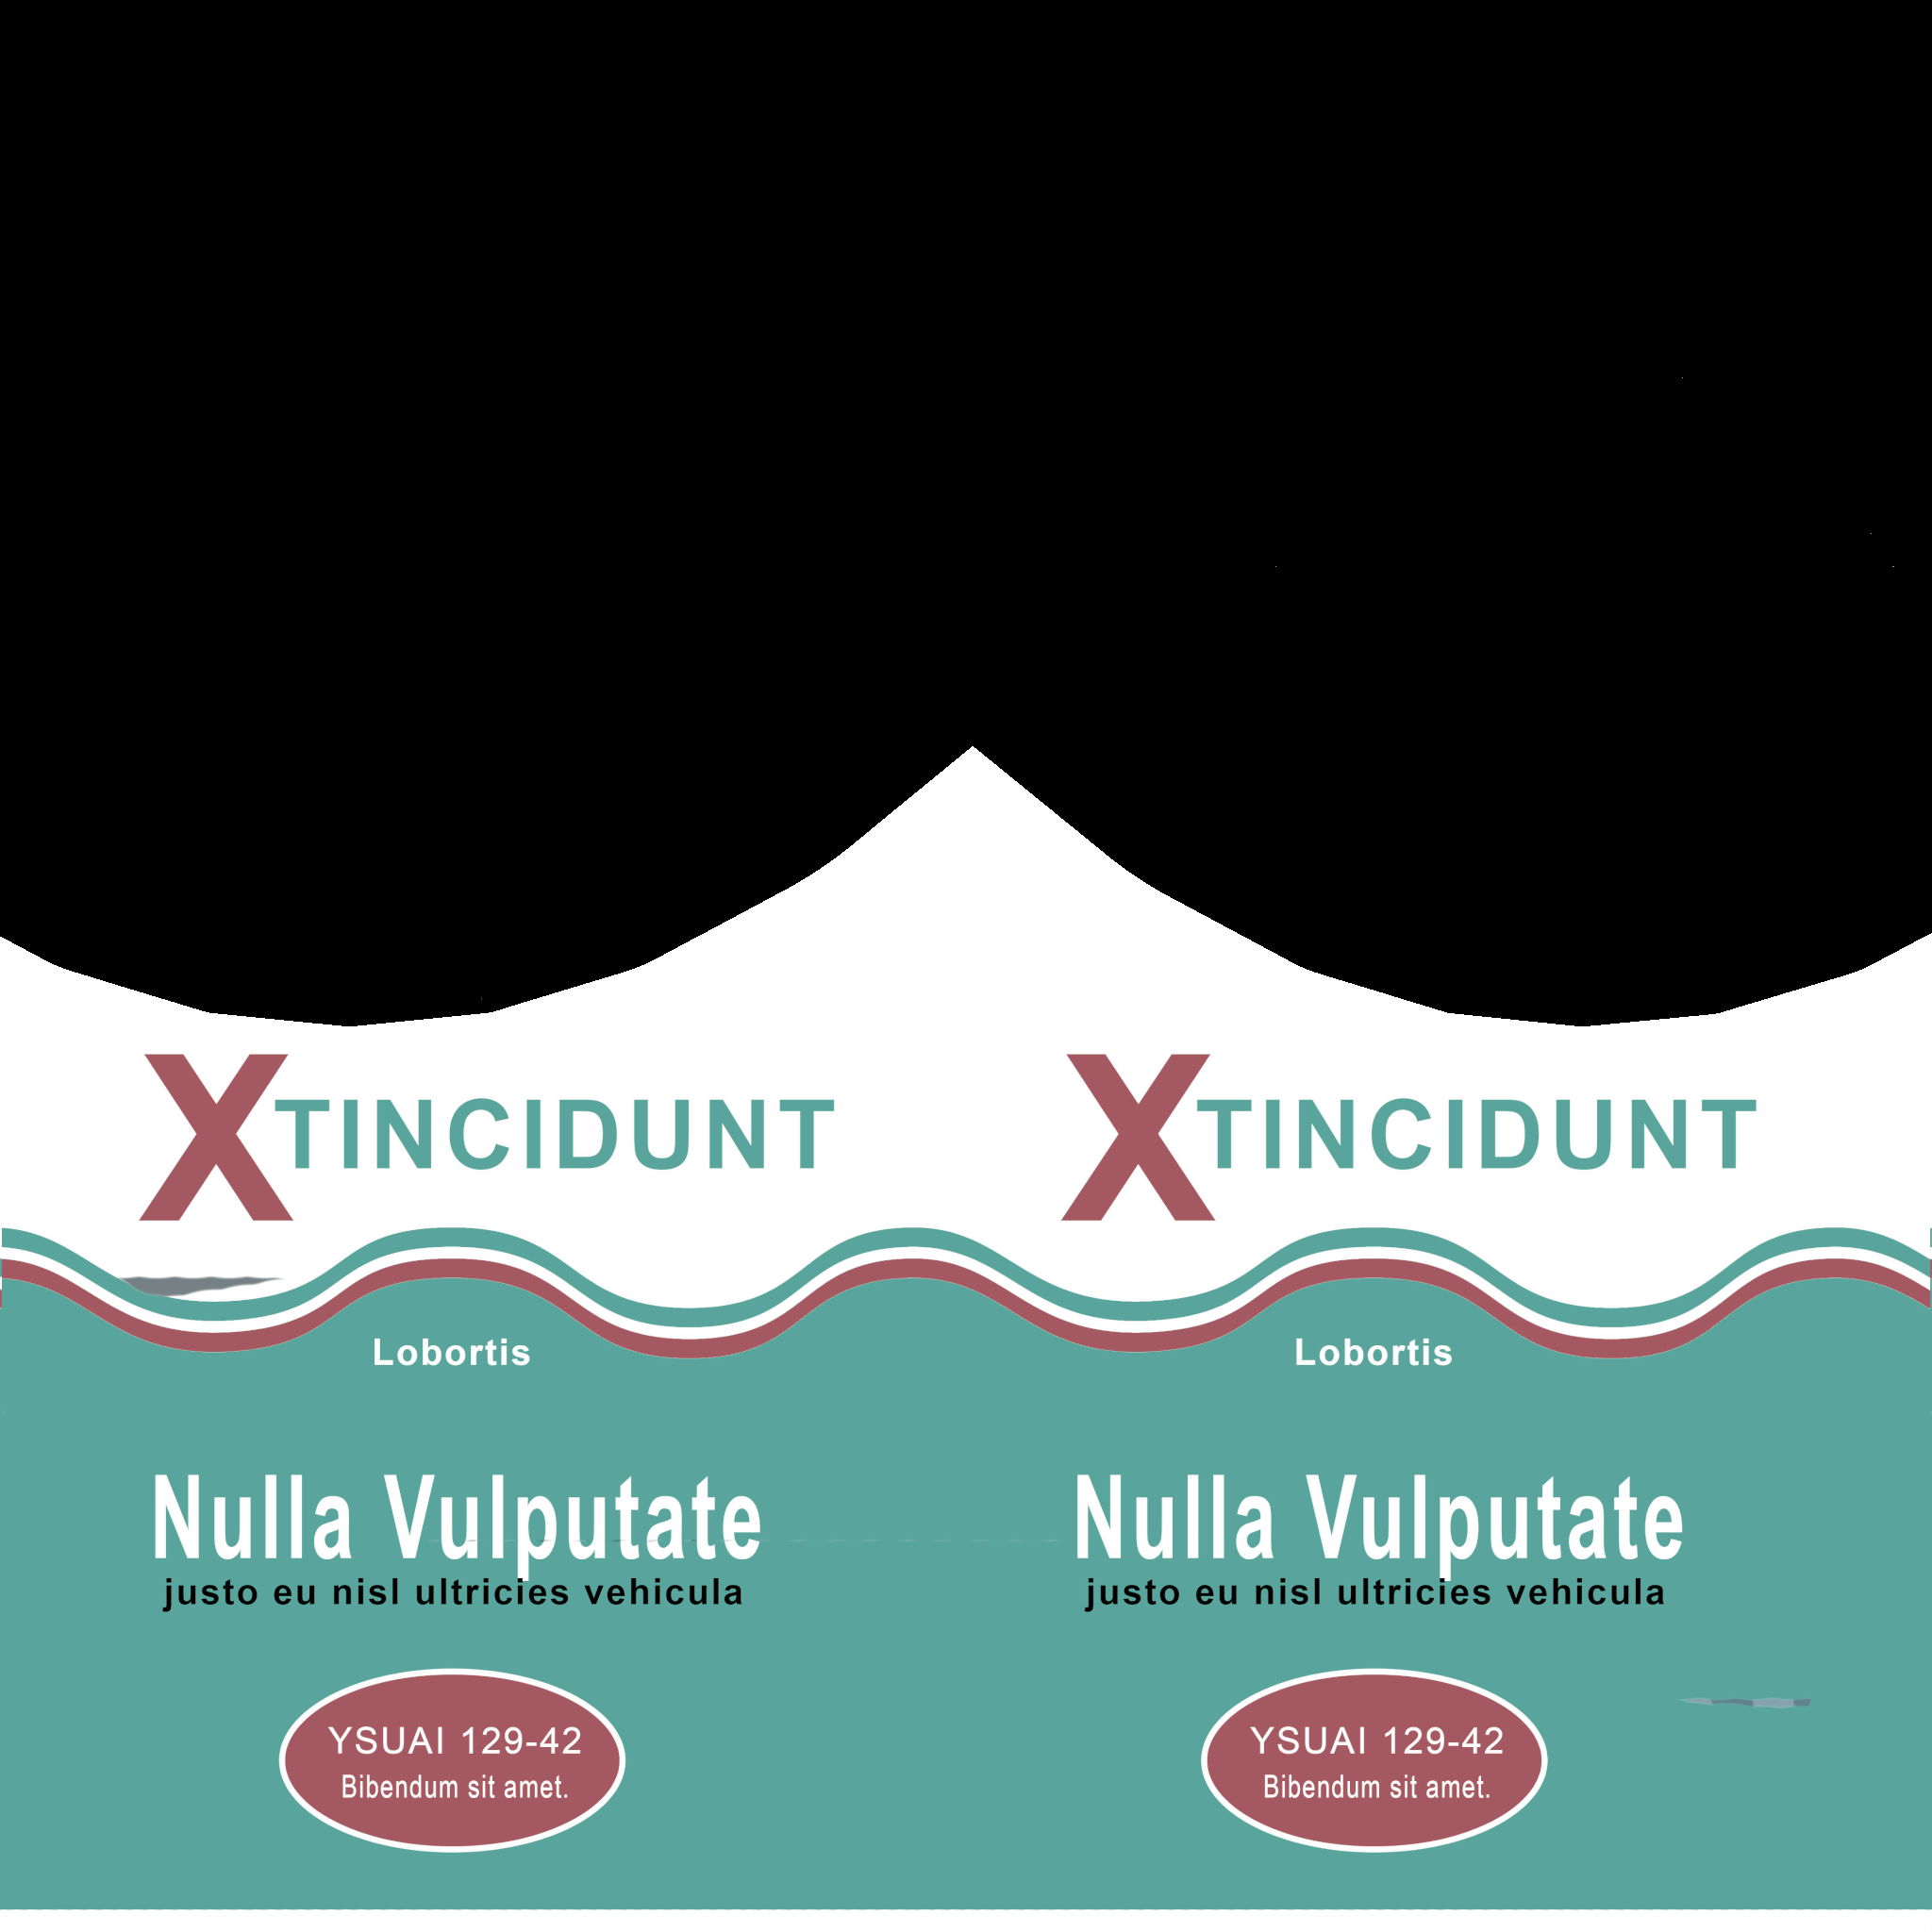 XTINCIDUNT
XTINCIDUNT
Lobortis
Lobortis
Nulla Vulputate
Nulla Vulputate
justo eu nisl ultricies vehicula
justo eu nisl ultricies vehicula
YSUAI 129-42
YSUAI 129-42
Bibendum sit amet.
Bibendum sit amet.